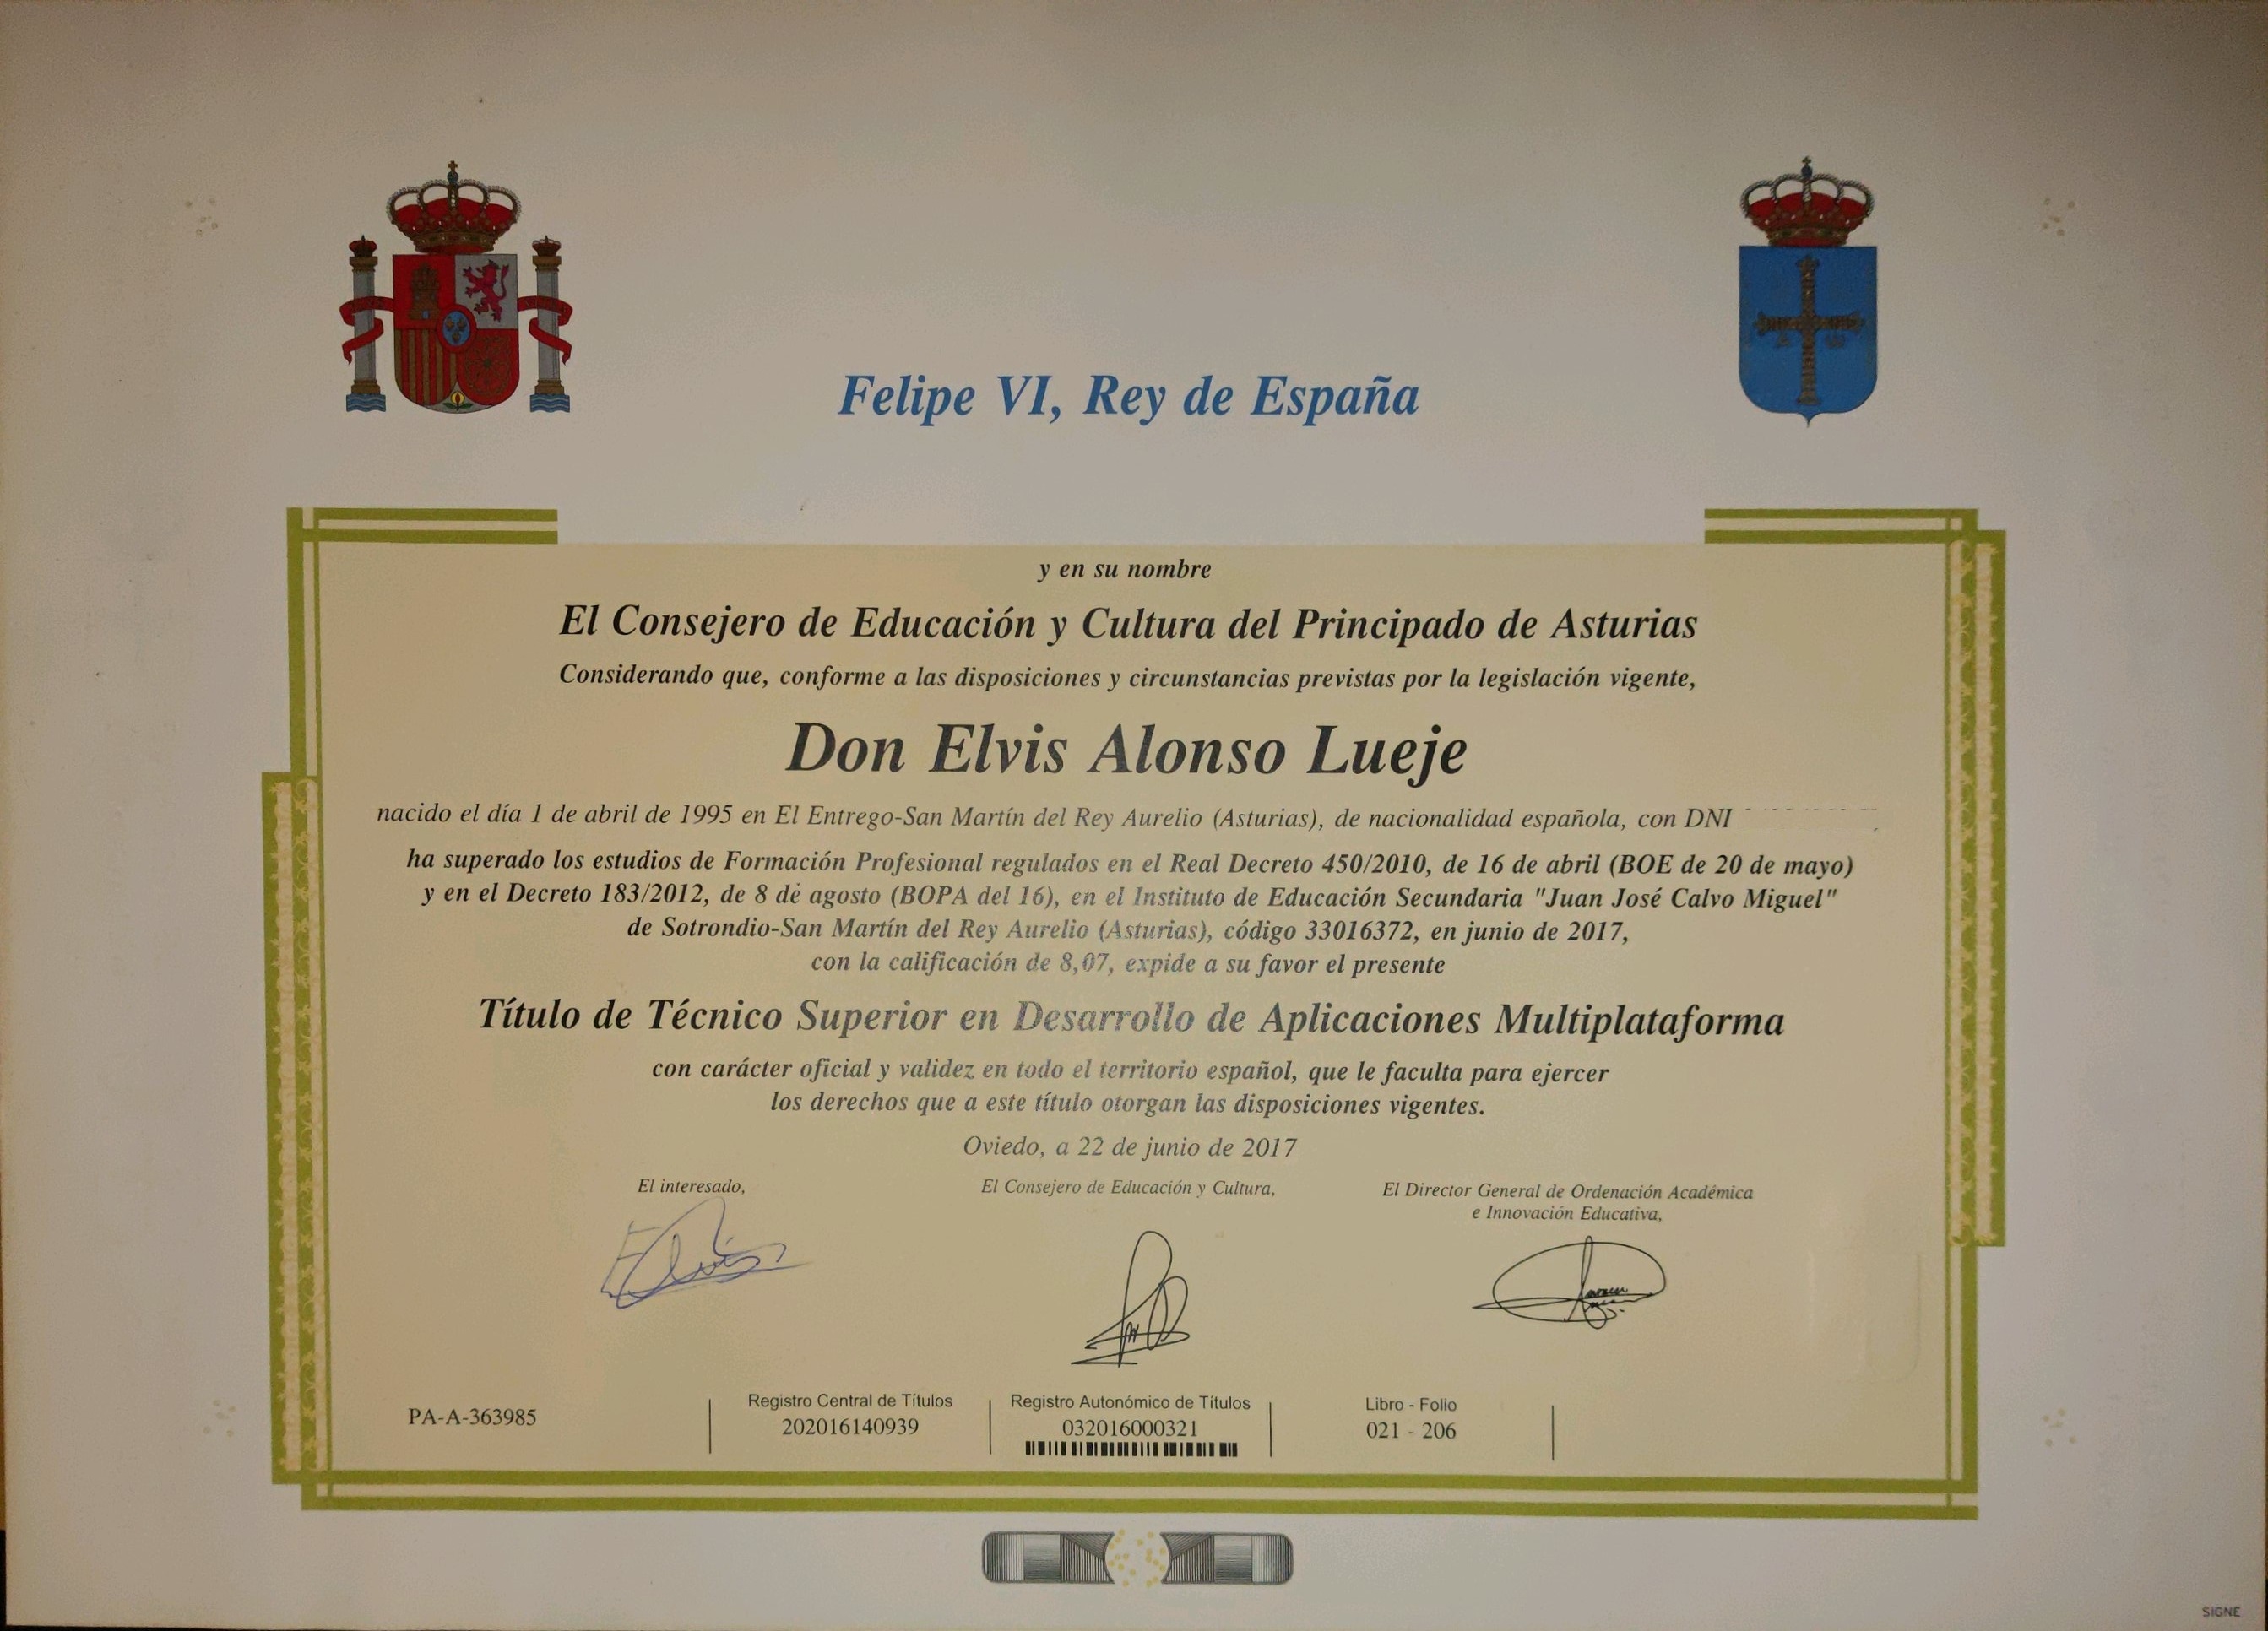 Felipe VI, Rey de España
y en su nombre
El Consejero de Educación y Cultura del Principado de Asturias
Considerando que, conforme a las disposiciones y circunstancias previstas por la legislación vigente,
Don Elvis Alonso Lueje
nacido el día 1 de abril de 1995 en El Entrego-San Martín del Rey Aurelio (Asturias), de nacionalidad española, con DNI
ha superado los estudios de Formación Profesional regulados en el Real Decreto 450/2010, de 16 de abril (BOE de 20 de mayo)
y en el Decreto 183/2012, de 8 de agosto (BOPA del 16), en el Instituto de Educación Secundaria "Juan José Calvo Miguel"
de Sotrondio-San Martín del Rey Aurelio (Asturias), código 33016372, en junio de 2017,
con la calificación de 8,07, expide a su favor el presente
Título de Técnico Superior en Desarrollo de Aplicaciones Multiplataforma
con carácter oficial y validez en todo el territorio español, que le faculta para ejercer
los derechos que a este título otorgan las disposiciones vigentes.
Oviedo, a 22 de junio de 2017
El interesado,
Elvis
El Consejero de Educación y Cultura,
El Director General de Ordenación Académica
e Innovación Educativa,
PA-A-363985
Registro Central de Títulos
202016140939
Registro Autonómico de Títulos
032016000321
Libro - Folio
021 - 206
SIGNE